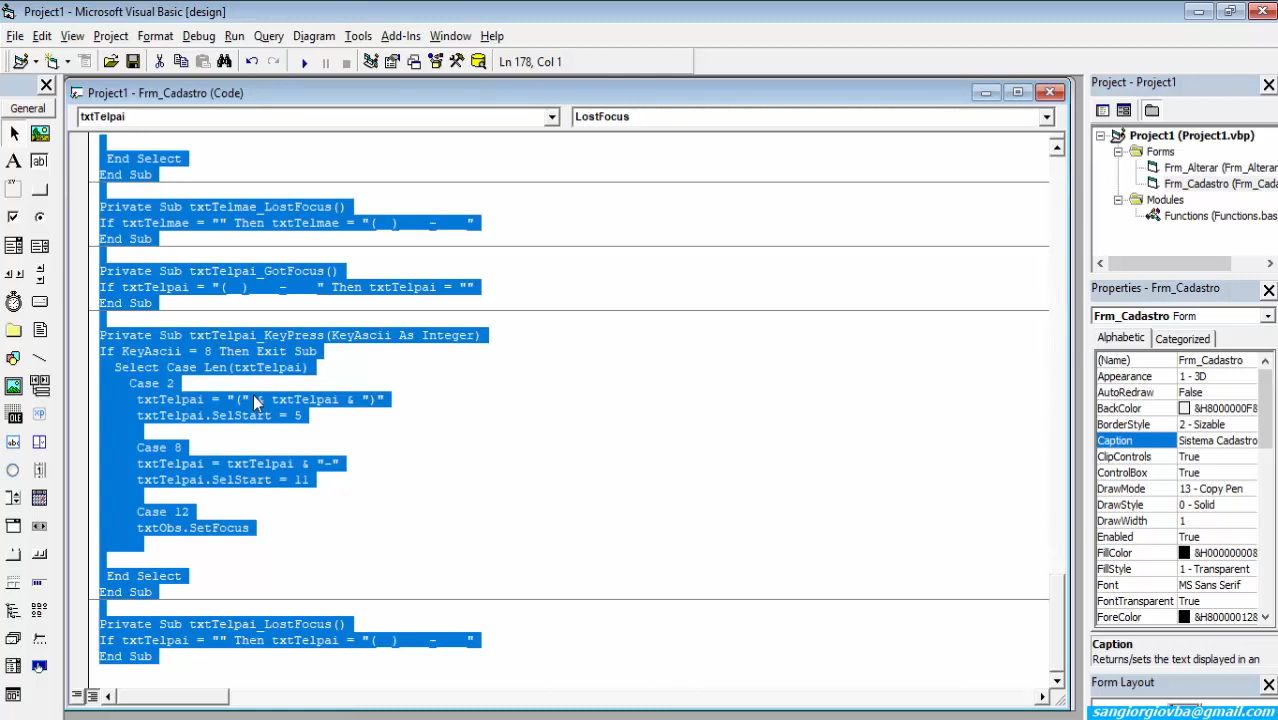 Project1 - Microsoft Visual Basic [design]
File Edit View Project Format Debug Run Query Diagram Tools Add-Ins Window Help
Ln 178, Col 1
General
Project1 - Frm_Cadastro (Code)
txtTelpai LostFocus
End Select
End Sub
Private Sub txtTelmae_LostFocus()
If txtTelmae = "" Then txtTelmae = "(__)____-____"
End Sub
Private Sub txtTelpai_GotFocus()
If txtTelpai = "(__)____-____" Then txtTelpai = ""
End Sub
Private Sub txtTelpai_KeyPress(KeyAscii As Integer)
If KeyAscii = 8 Then Exit Sub
Select Case Len(txtTelpai)
Case 2
txtTelpai = "(" & txtTelpai & ")"
txtTelpai.SelStart = 5
Case 8
txtTelpai = txtTelpai & "-"
txtTelpai.SelStart = 11
Case 12
txtObs.SetFocus
End Select
End Sub
Private Sub txtTelpai_LostFocus()
If txtTelpai = "" Then txtTelpai = "(__)____-____"
End Sub
Project - Project1
Project1 (Project1.vbp)
Forms
Frm_Alterar (Frm_Alterar
Frm_Cadastro (Frm_Cada
Modules
Functions (Functions.bas
Properties - Frm_Cadastro
Frm_Cadastro Form
Alphabetic Categorized
(Name) Frm_Cadastro
Appearance 1 - 3D
AutoRedraw False
BackColor &H8000000F&
BorderStyle 2 - Sizable
Caption Sistema Cadastro
ClipControls True
ControlBox True
DrawMode 13 - Copy Pen
DrawStyle 0 - Solid
DrawWidth 1
Enabled True
FillColor &H00000000&
FillStyle 1 - Transparent
Font MS Sans Serif
FontTransparent True
ForeColor &H80000012&
Caption
Returns/sets the text displayed in an
Form Layout
sangiorgiovba@gmail.com